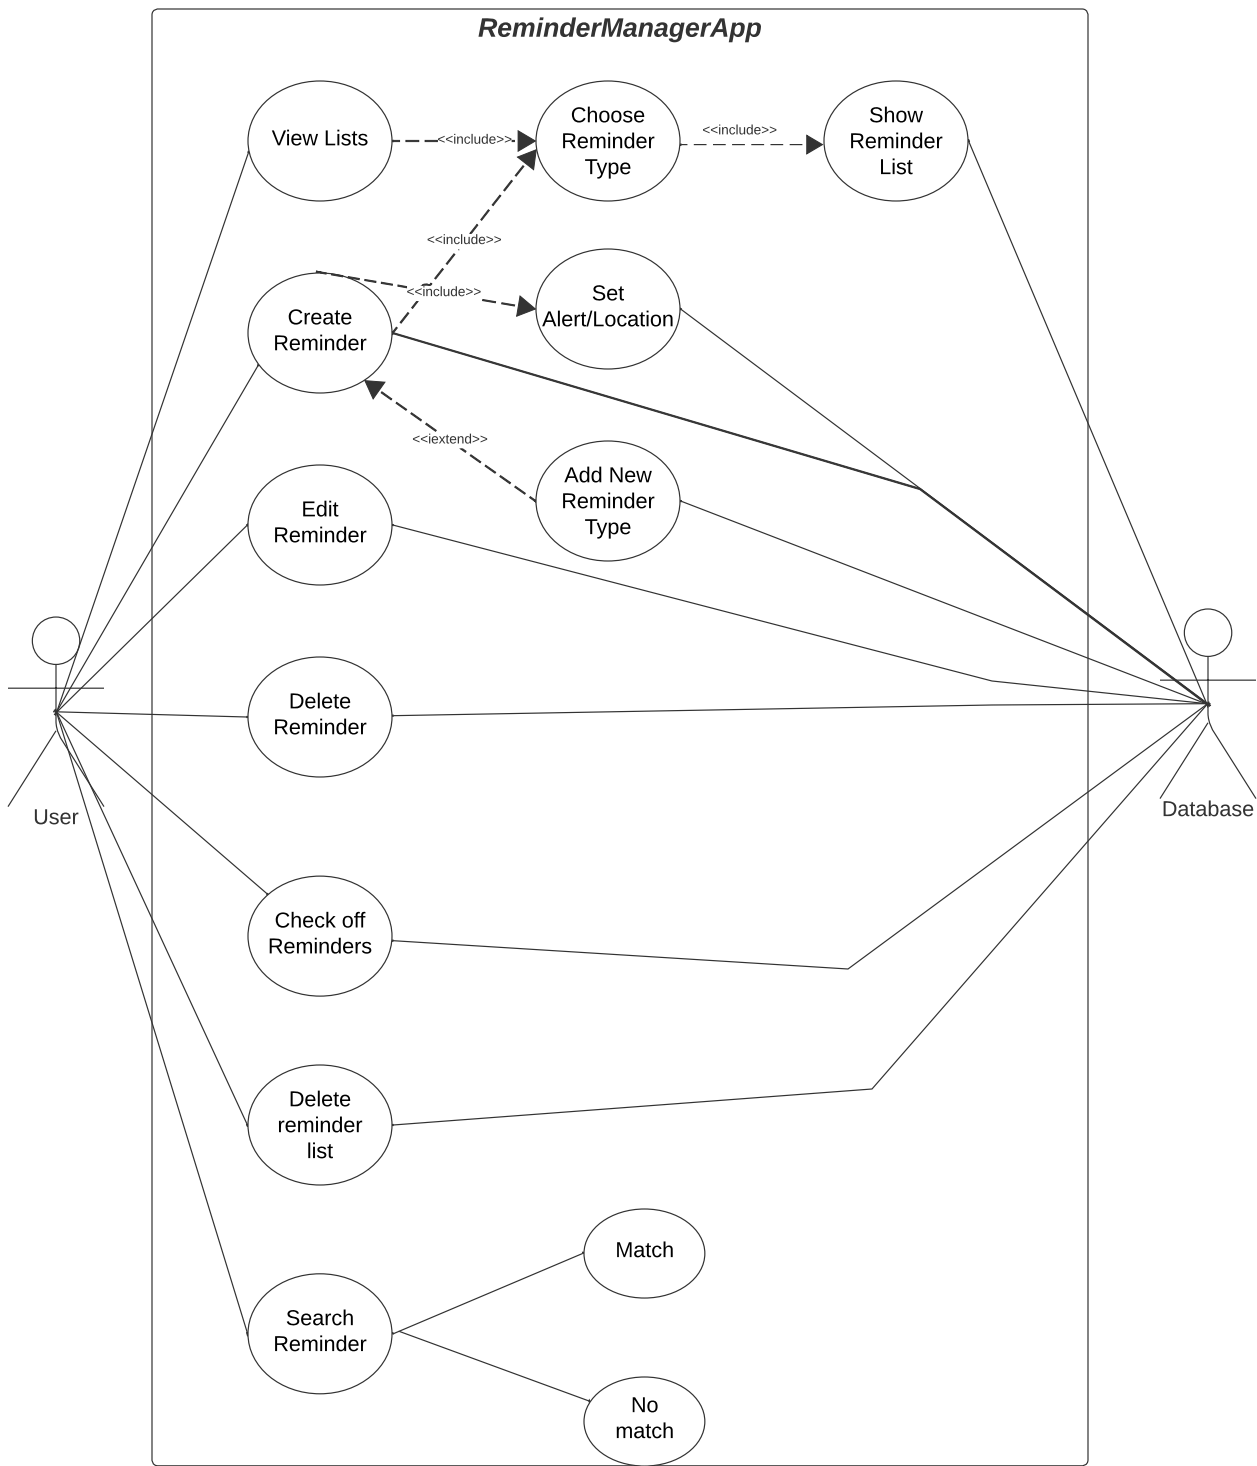 ReminderManagerApp
View Lists
<<include>>
Choose
Reminder
Type
<<include>>
Show
Reminder
List
<<include>>
<<include>>
Set
Alert/Location
Create
Reminder
<<iextend>>
Add New
Reminder
Type
Edit
Reminder
Delete
Reminder
User
Database
Check off
Reminders
Delete
reminder
list
Match
Search
Reminder
No
match